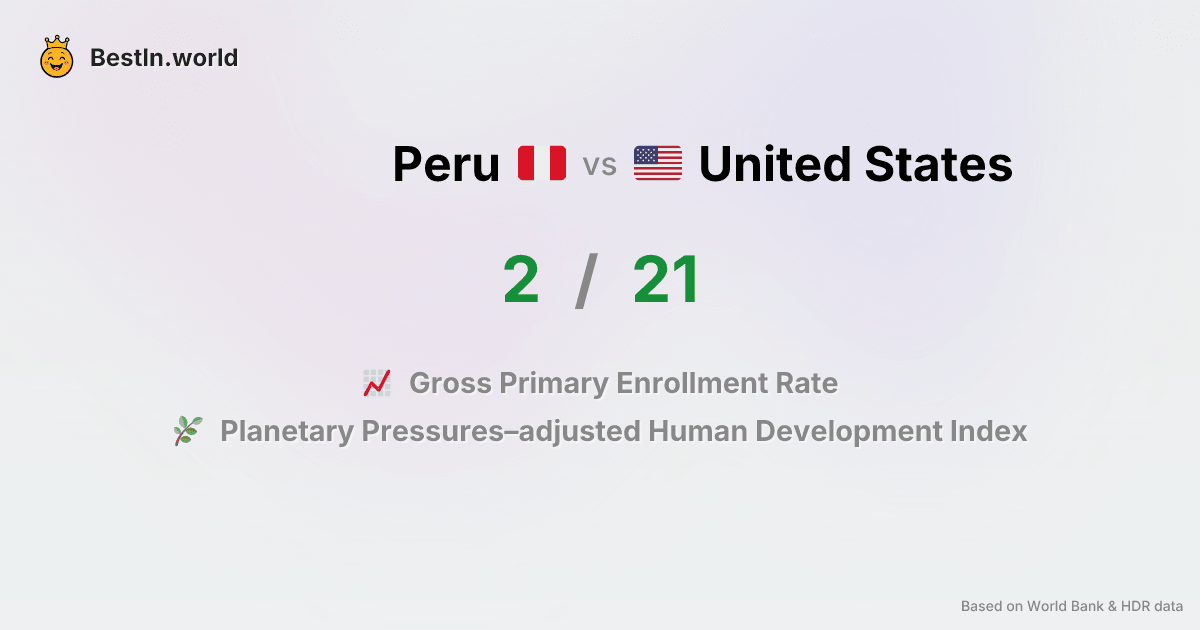 BestIn.world
Peru vs United States
2 / 21
Gross Primary Enrollment Rate
Planetary Pressures–adjusted Human Development Index
Based on World Bank & HDR data